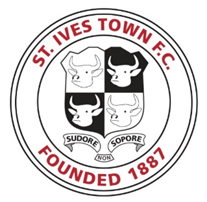 ST. IVES TOWN F.C.
SUDORE
NON
SOPORE
FOUNDED 1887